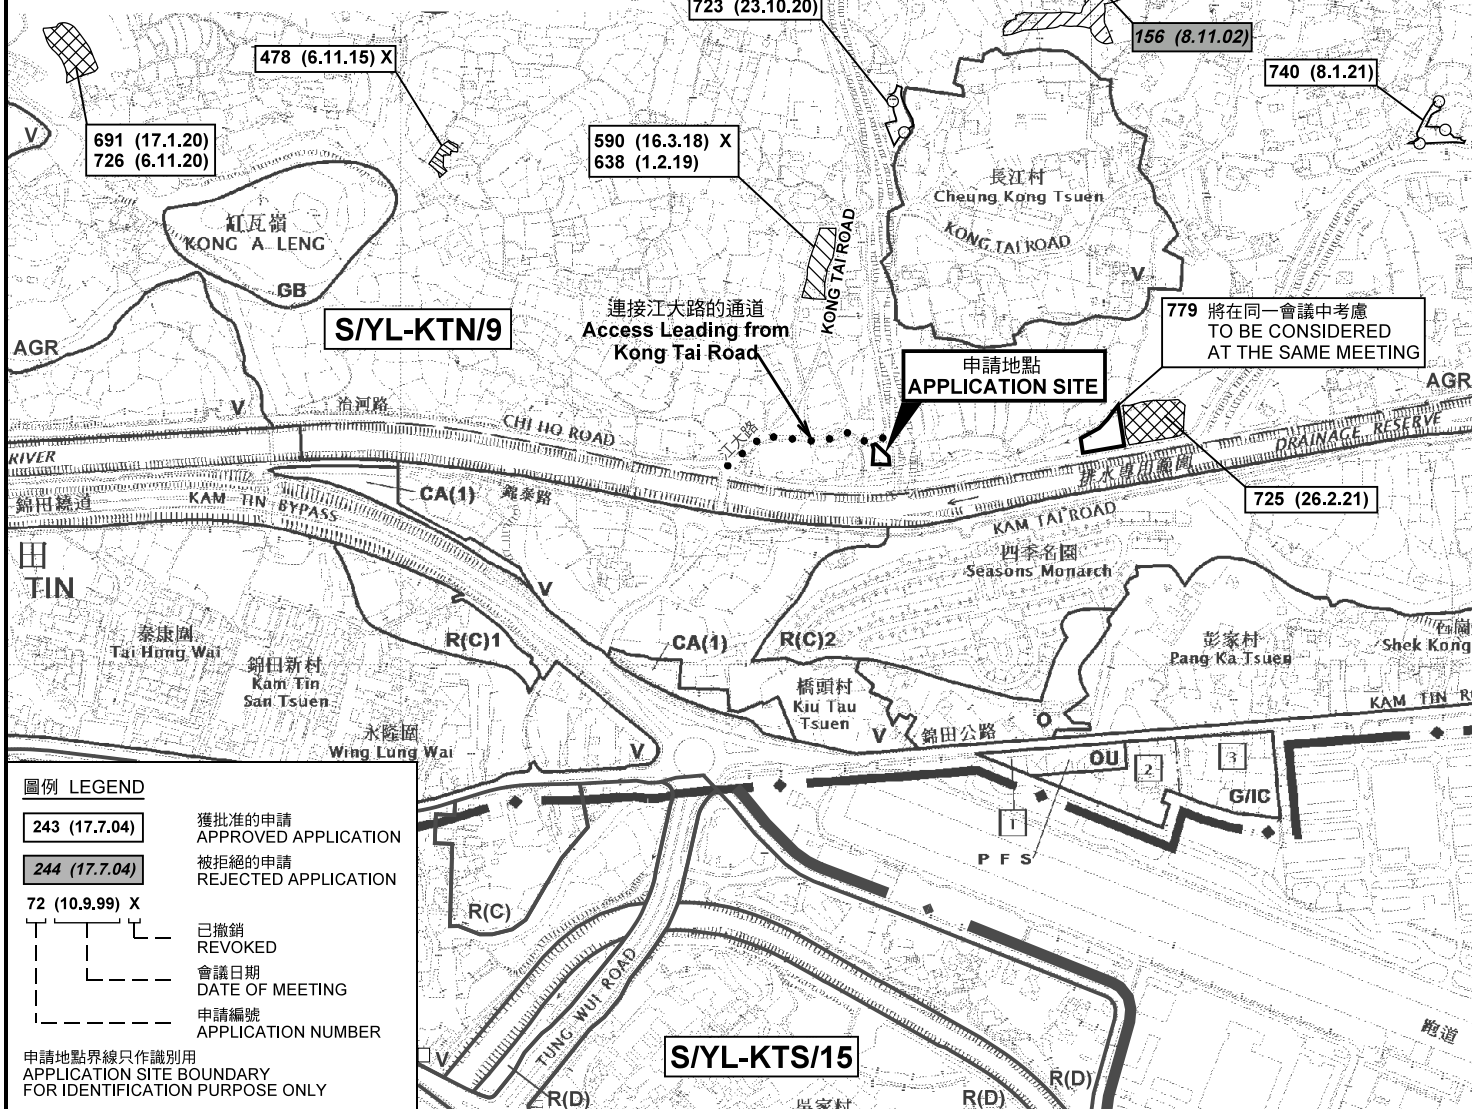 723 (23.10.20)
156 (8.11.02)
478 (6.11.15) X
740 (8.1.21)
V
691 (17.1.20)
726 (6.11.20)
590 (16.3.18) X
638 (1.2.19)
長江村
Cheung Kong Tsuen
KONG TAI ROAD
V
紅瓦嶺
KONG A LENG
GB
KONG TAI ROAD
S/YL-KTN/9
連接江大路的通道
Access Leading from
Kong Tai Road
779 將在同一會議中考慮
TO BE CONSIDERED
AT THE SAME MEETING
申請地點
APPLICATION SITE
AGR
AGR
V
治河路
CHI HO ROAD
江大路
RIVER
DRAINAGE RESERVE
排水專用範圍
725 (26.2.21)
錦田繞道
KAM TIN BYPASS
CA(1)
錦泰路
KAM TAI ROAD
田
TIN
四季名園
Seasons Monarch
V
泰康圍
Tai Hong Wai
R(C)1
CA(1)
R(C)2
彭家村
Pang Ka Tsuen
Shek Kong
錦田新村
Kam Tin
San Tsuen
橋頭村
Kiu Tau
Tsuen
KAM TIN
永隆圍
Wing Lung Wai
V
V
錦田公路
O
OU
2
3
G/IC
1
P F S
圖例 LEGEND
243 (17.7.04)
獲批准的申請
APPROVED APPLICATION
244 (17.7.04)
被拒絕的申請
REJECTED APPLICATION
72 (10.9.99) X
已撤銷
REVOKED
會議日期
DATE OF MEETING
申請編號
APPLICATION NUMBER
申請地點界線只作識別用
APPLICATION SITE BOUNDARY
FOR IDENTIFICATION PURPOSE ONLY
R(C)
TUNG WUI ROAD
V
R(D)
S/YL-KTS/15
R(D)
R(D)
吳家村
跑道